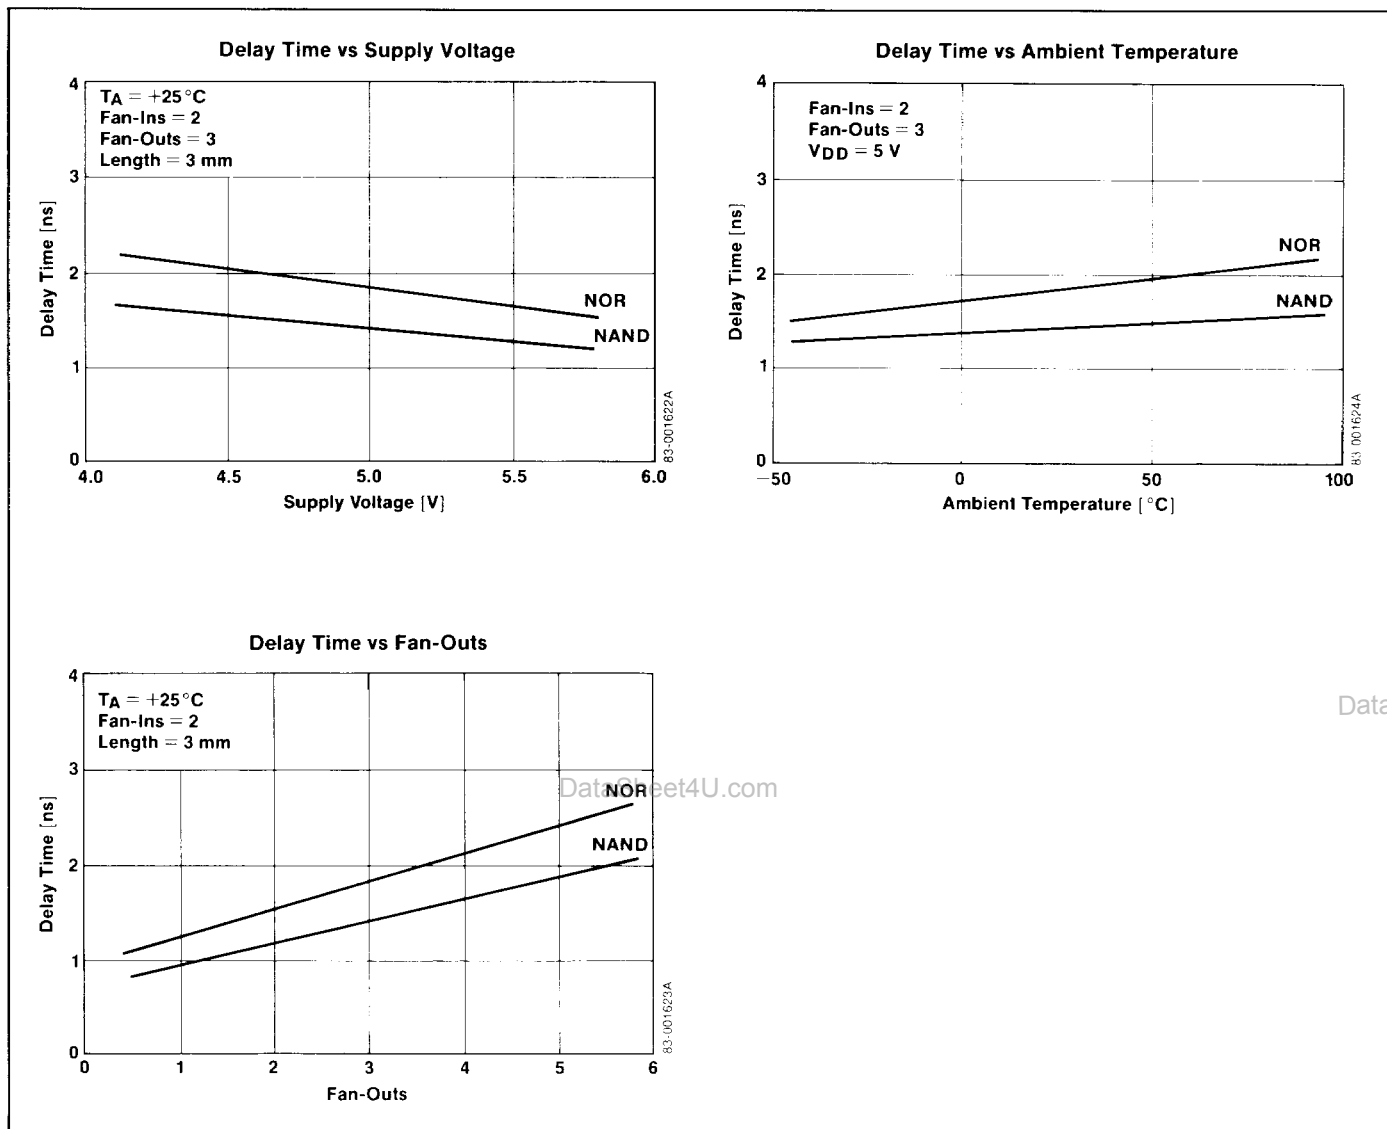 Delay Time vs Supply Voltage
4
TA = +25°C
Fan-Ins = 2
Fan-Outs = 3
Length = 3 mm
3
Delay Time [ns]
2
NOR
NAND
1
0
4.0 4.5 5.0 5.5 6.0
Supply Voltage [V]
83-001622A
Delay Time vs Ambient Temperature
4
Fan-Ins = 2
Fan-Outs = 3
VDD = 5 V
3
Delay Time [ns]
NOR
2
NAND
1
0
−50 0 50 100
Ambient Temperature [°C]
83-001624A
Delay Time vs Fan-Outs
4
TA = +25°C
Fan-Ins = 2
Length = 3 mm
3
Delay Time [ns]
NOR
NAND
2
1
0
0 1 2 3 4 5 6
Fan-Outs
83-001623A
DataSheet4U.com
Data